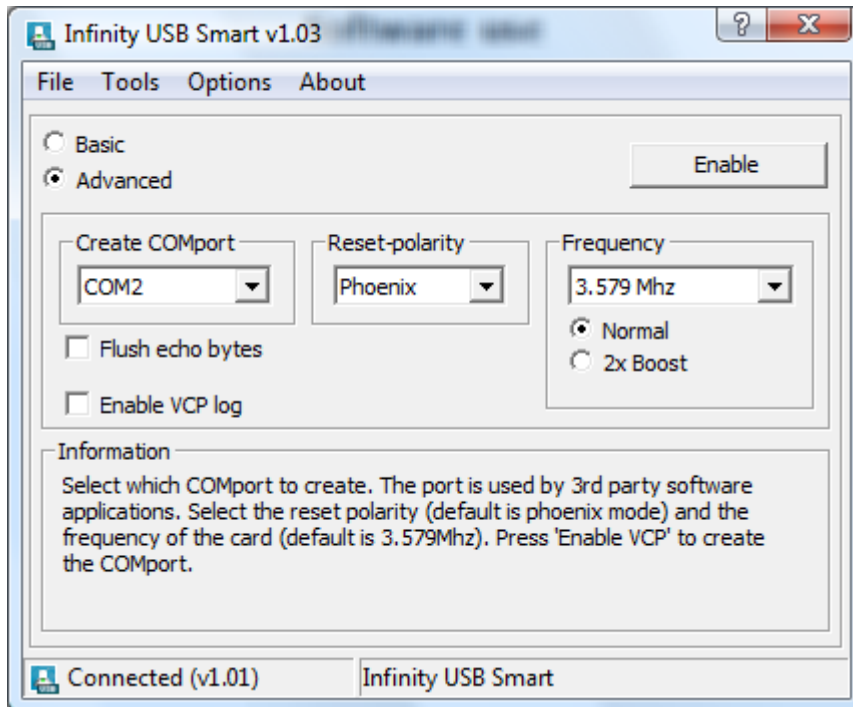 Infinity USB Smart v1.03
File Tools Options About
Basic
Advanced
Enable
Create COMport
Reset-polarity
Frequency
COM2
Phoenix
3.579 Mhz
Normal
2x Boost
Flush echo bytes
Enable VCP log
Information
Select which COMport to create. The port is used by 3rd party software
applications. Select the reset polarity (default is phoenix mode) and the
frequency of the card (default is 3.579Mhz). Press 'Enable VCP' to create
the COMport.
Connected (v1.01)
Infinity USB Smart